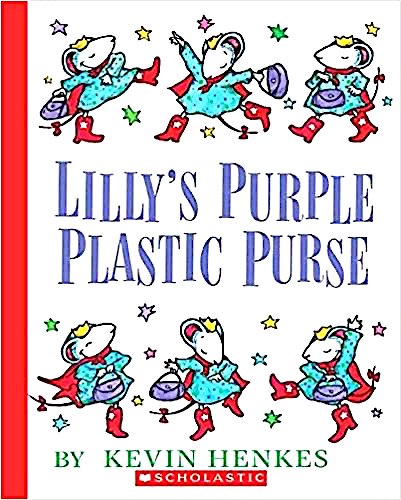 LILLY'S PURPLE
PLASTIC PURSE
BY KEVIN HENKES
SCHOLASTIC